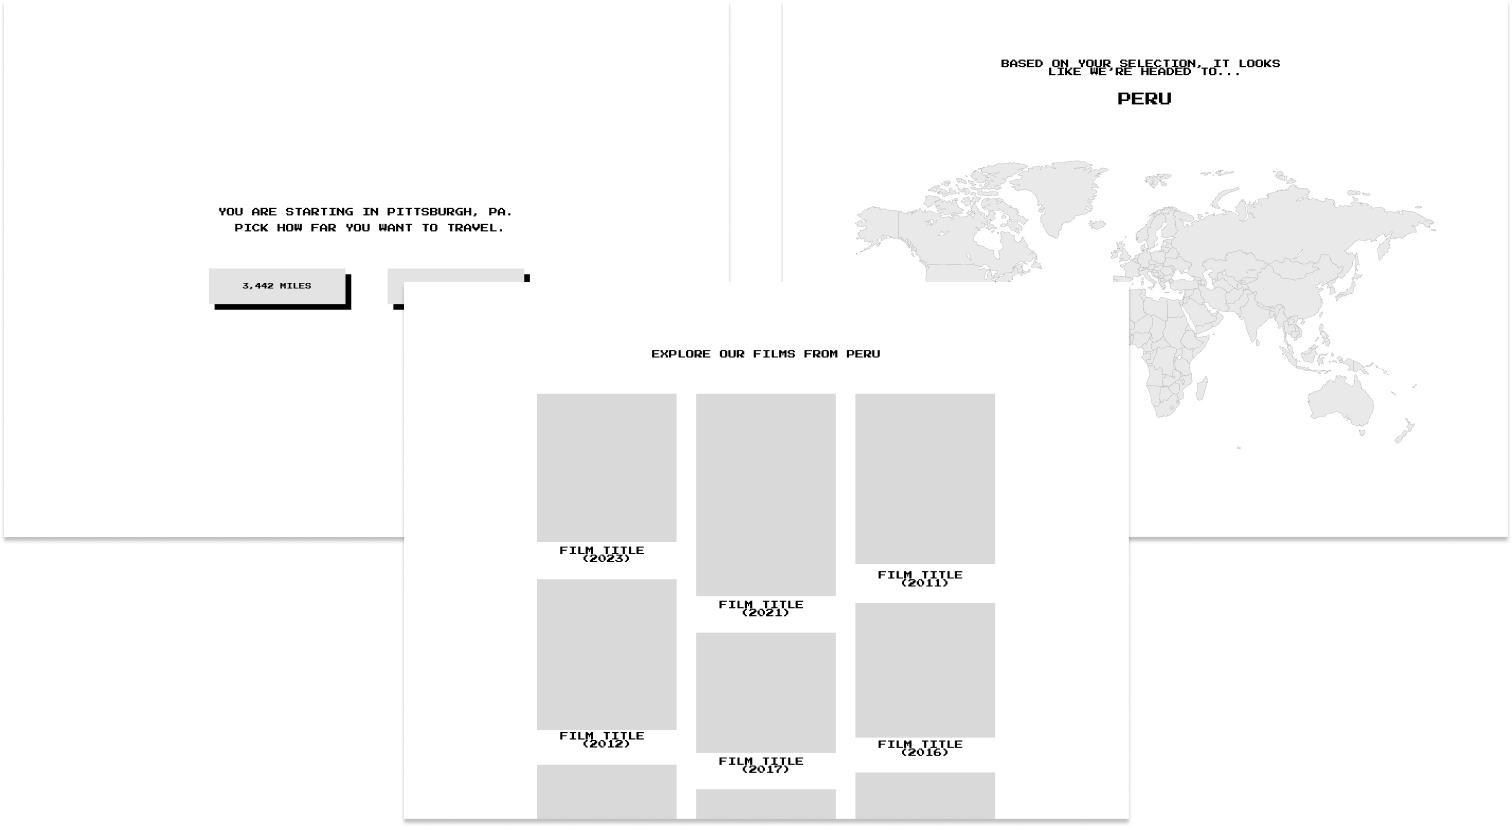 YOU ARE STARTING IN PITTSBURGH, PA.
PICK HOW FAR YOU WANT TO TRAVEL.
3,442 MILES
BASED ON YOUR SELECTION, IT LOOKS
LIKE WE'RE HEADED TO...
PERU
EXPLORE OUR FILMS FROM PERU
FILM TITLE
(2023)
FILM TITLE
(2021)
FILM TITLE
(2011)
FILM TITLE
(2012)
FILM TITLE
(2017)
FILM TITLE
(2016)